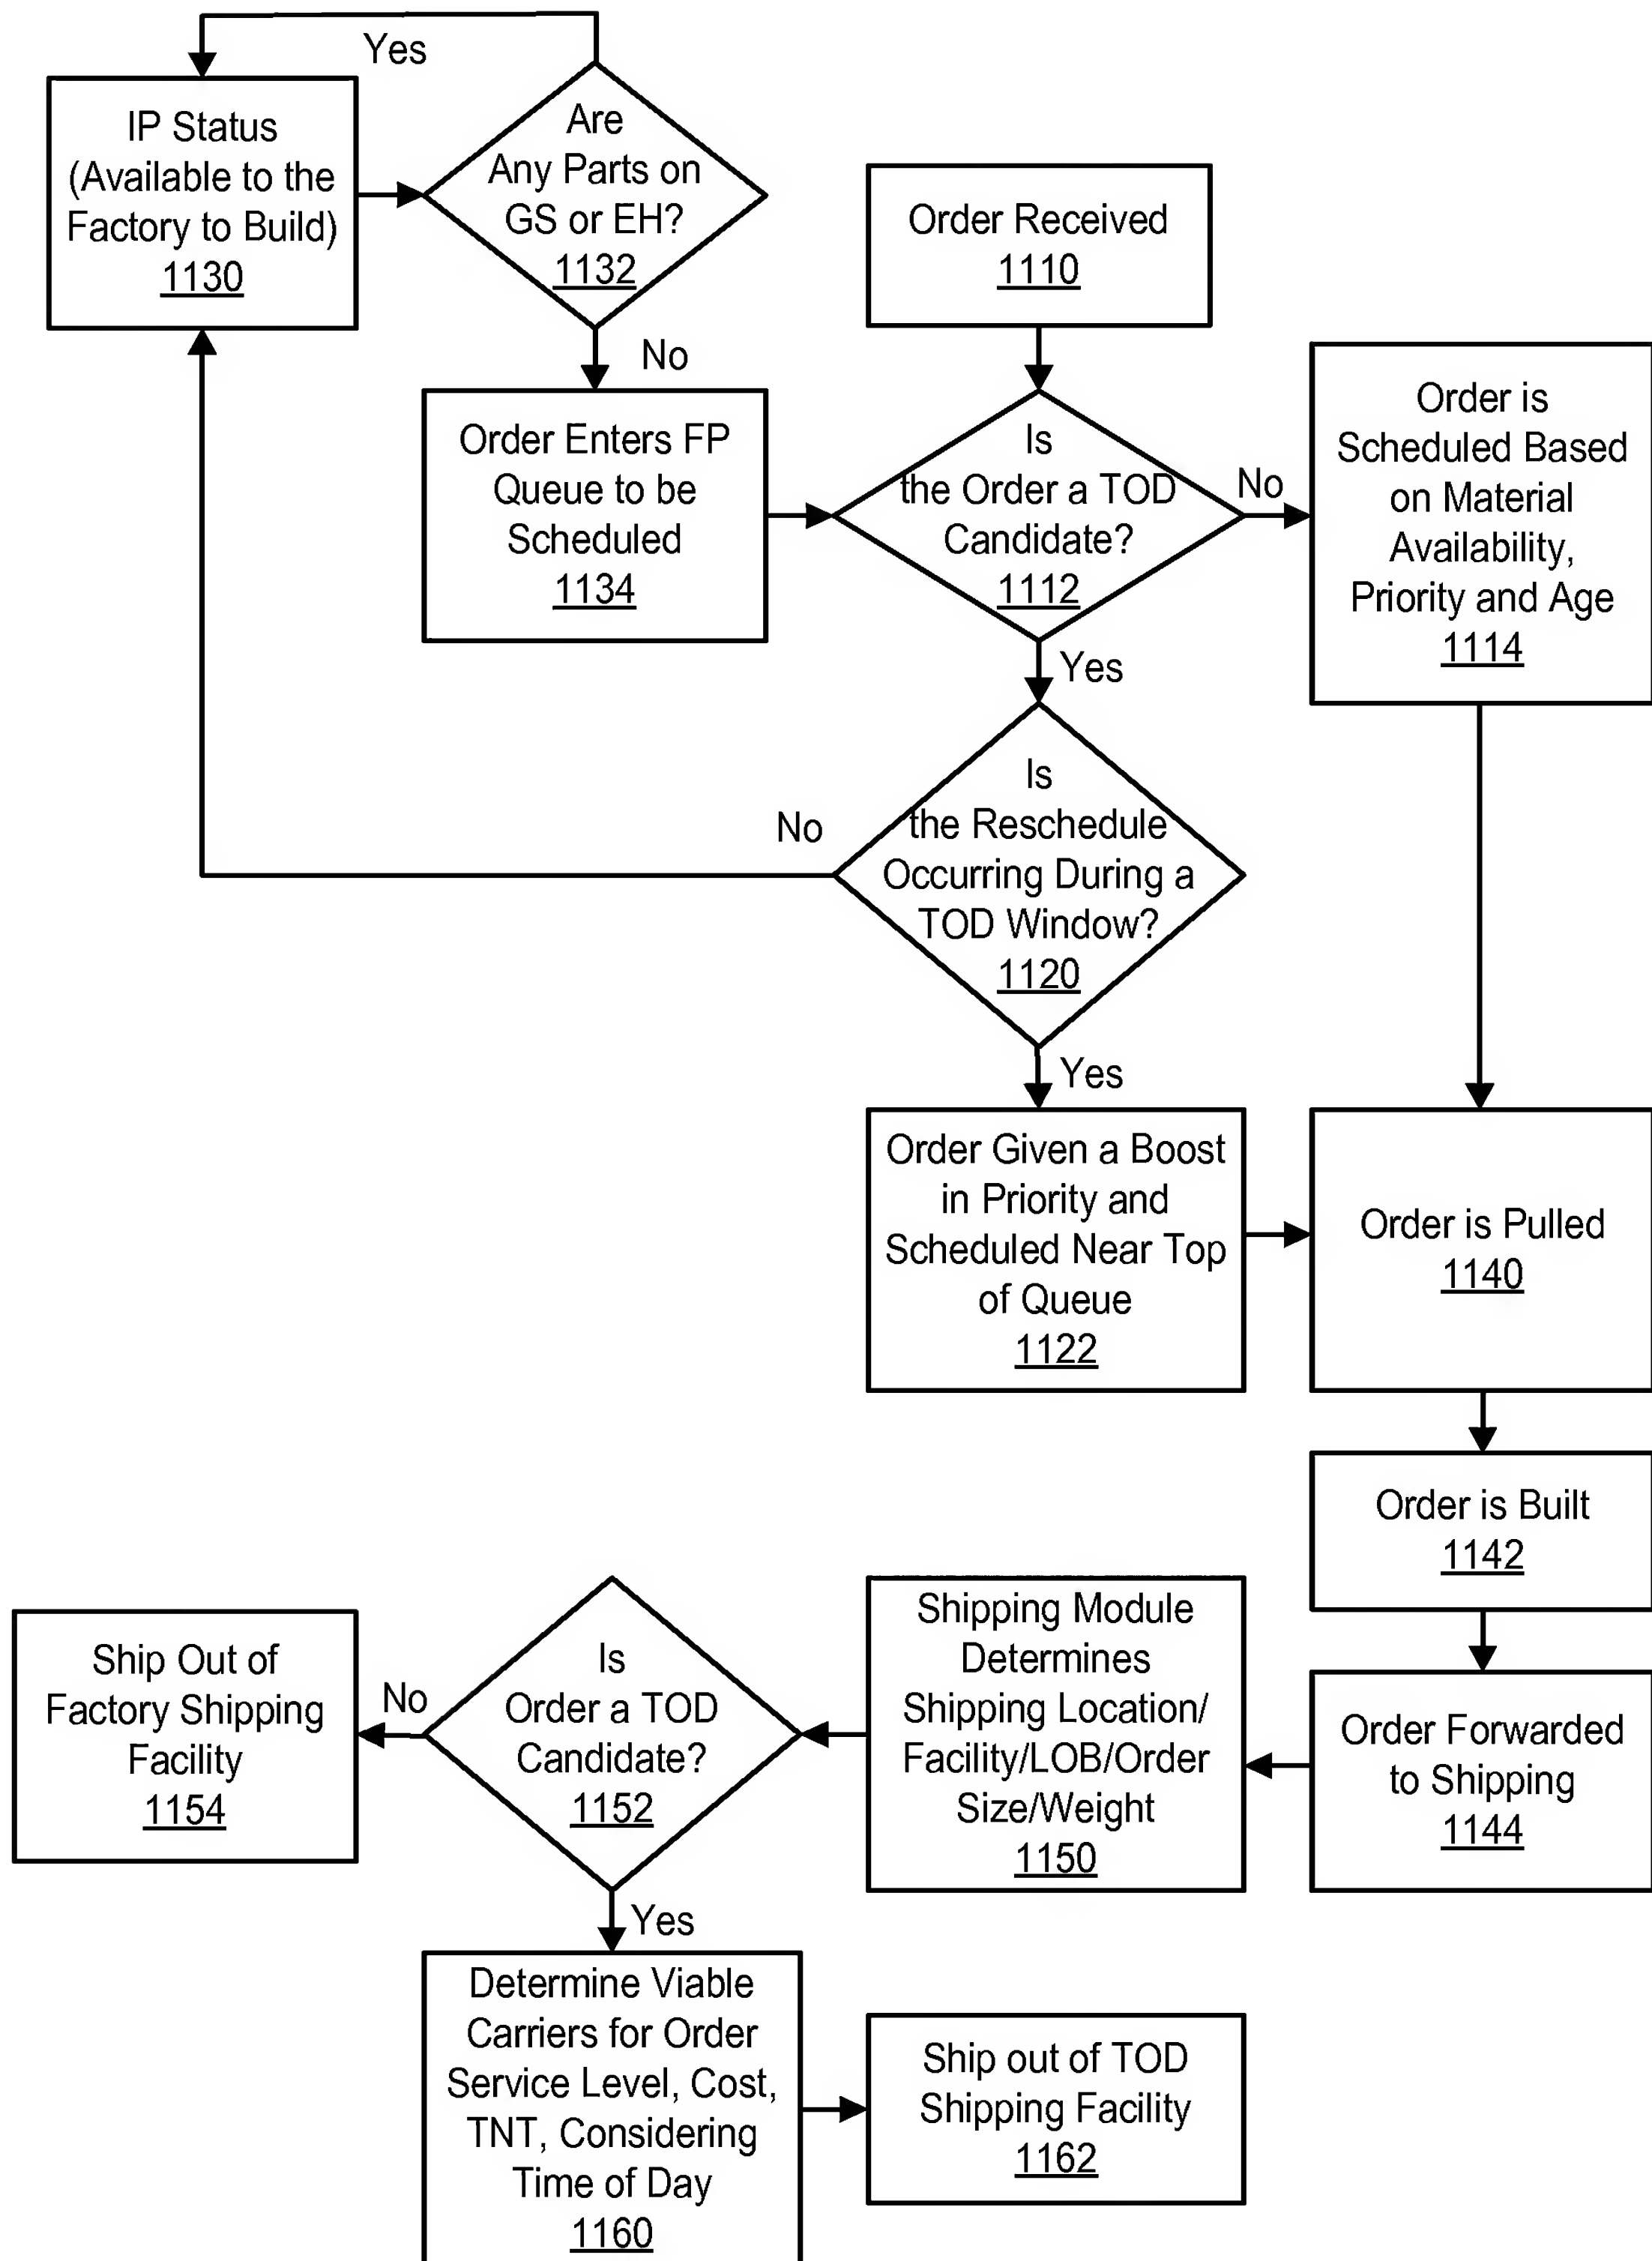 Yes
IP Status
(Available to the
Factory to Build)
1130
Are
Any Parts on
GS or EH?
1132
No
Order Received
1110
Order Enters FP
Queue to be
Scheduled
1134
Is
the Order a TOD
Candidate?
1112
No
Order is
Scheduled Based
on Material
Availability,
Priority and Age
1114
Yes
Is
the Reschedule
Occurring During a
TOD Window?
1120
No
Yes
Order Given a Boost
in Priority and
Scheduled Near Top
of Queue
1122
Order is Pulled
1140
Order is Built
1142
Order Forwarded
to Shipping
1144
Shipping Module
Determines
Shipping Location/
Facility/LOB/Order
Size/Weight
1150
Is
Order a TOD
Candidate?
1152
No
Ship Out of
Factory Shipping
Facility
1154
Yes
Determine Viable
Carriers for Order
Service Level, Cost,
TNT, Considering
Time of Day
1160
Ship out of TOD
Shipping Facility
1162